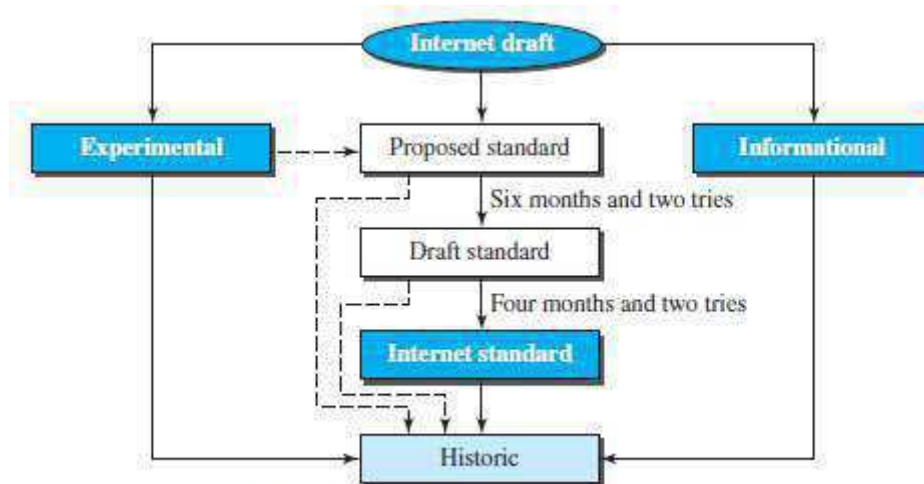 Internet draft
Experimental
Proposed standard
Informational
Six months and two tries
Draft standard
Four months and two tries
Internet standard
Historic